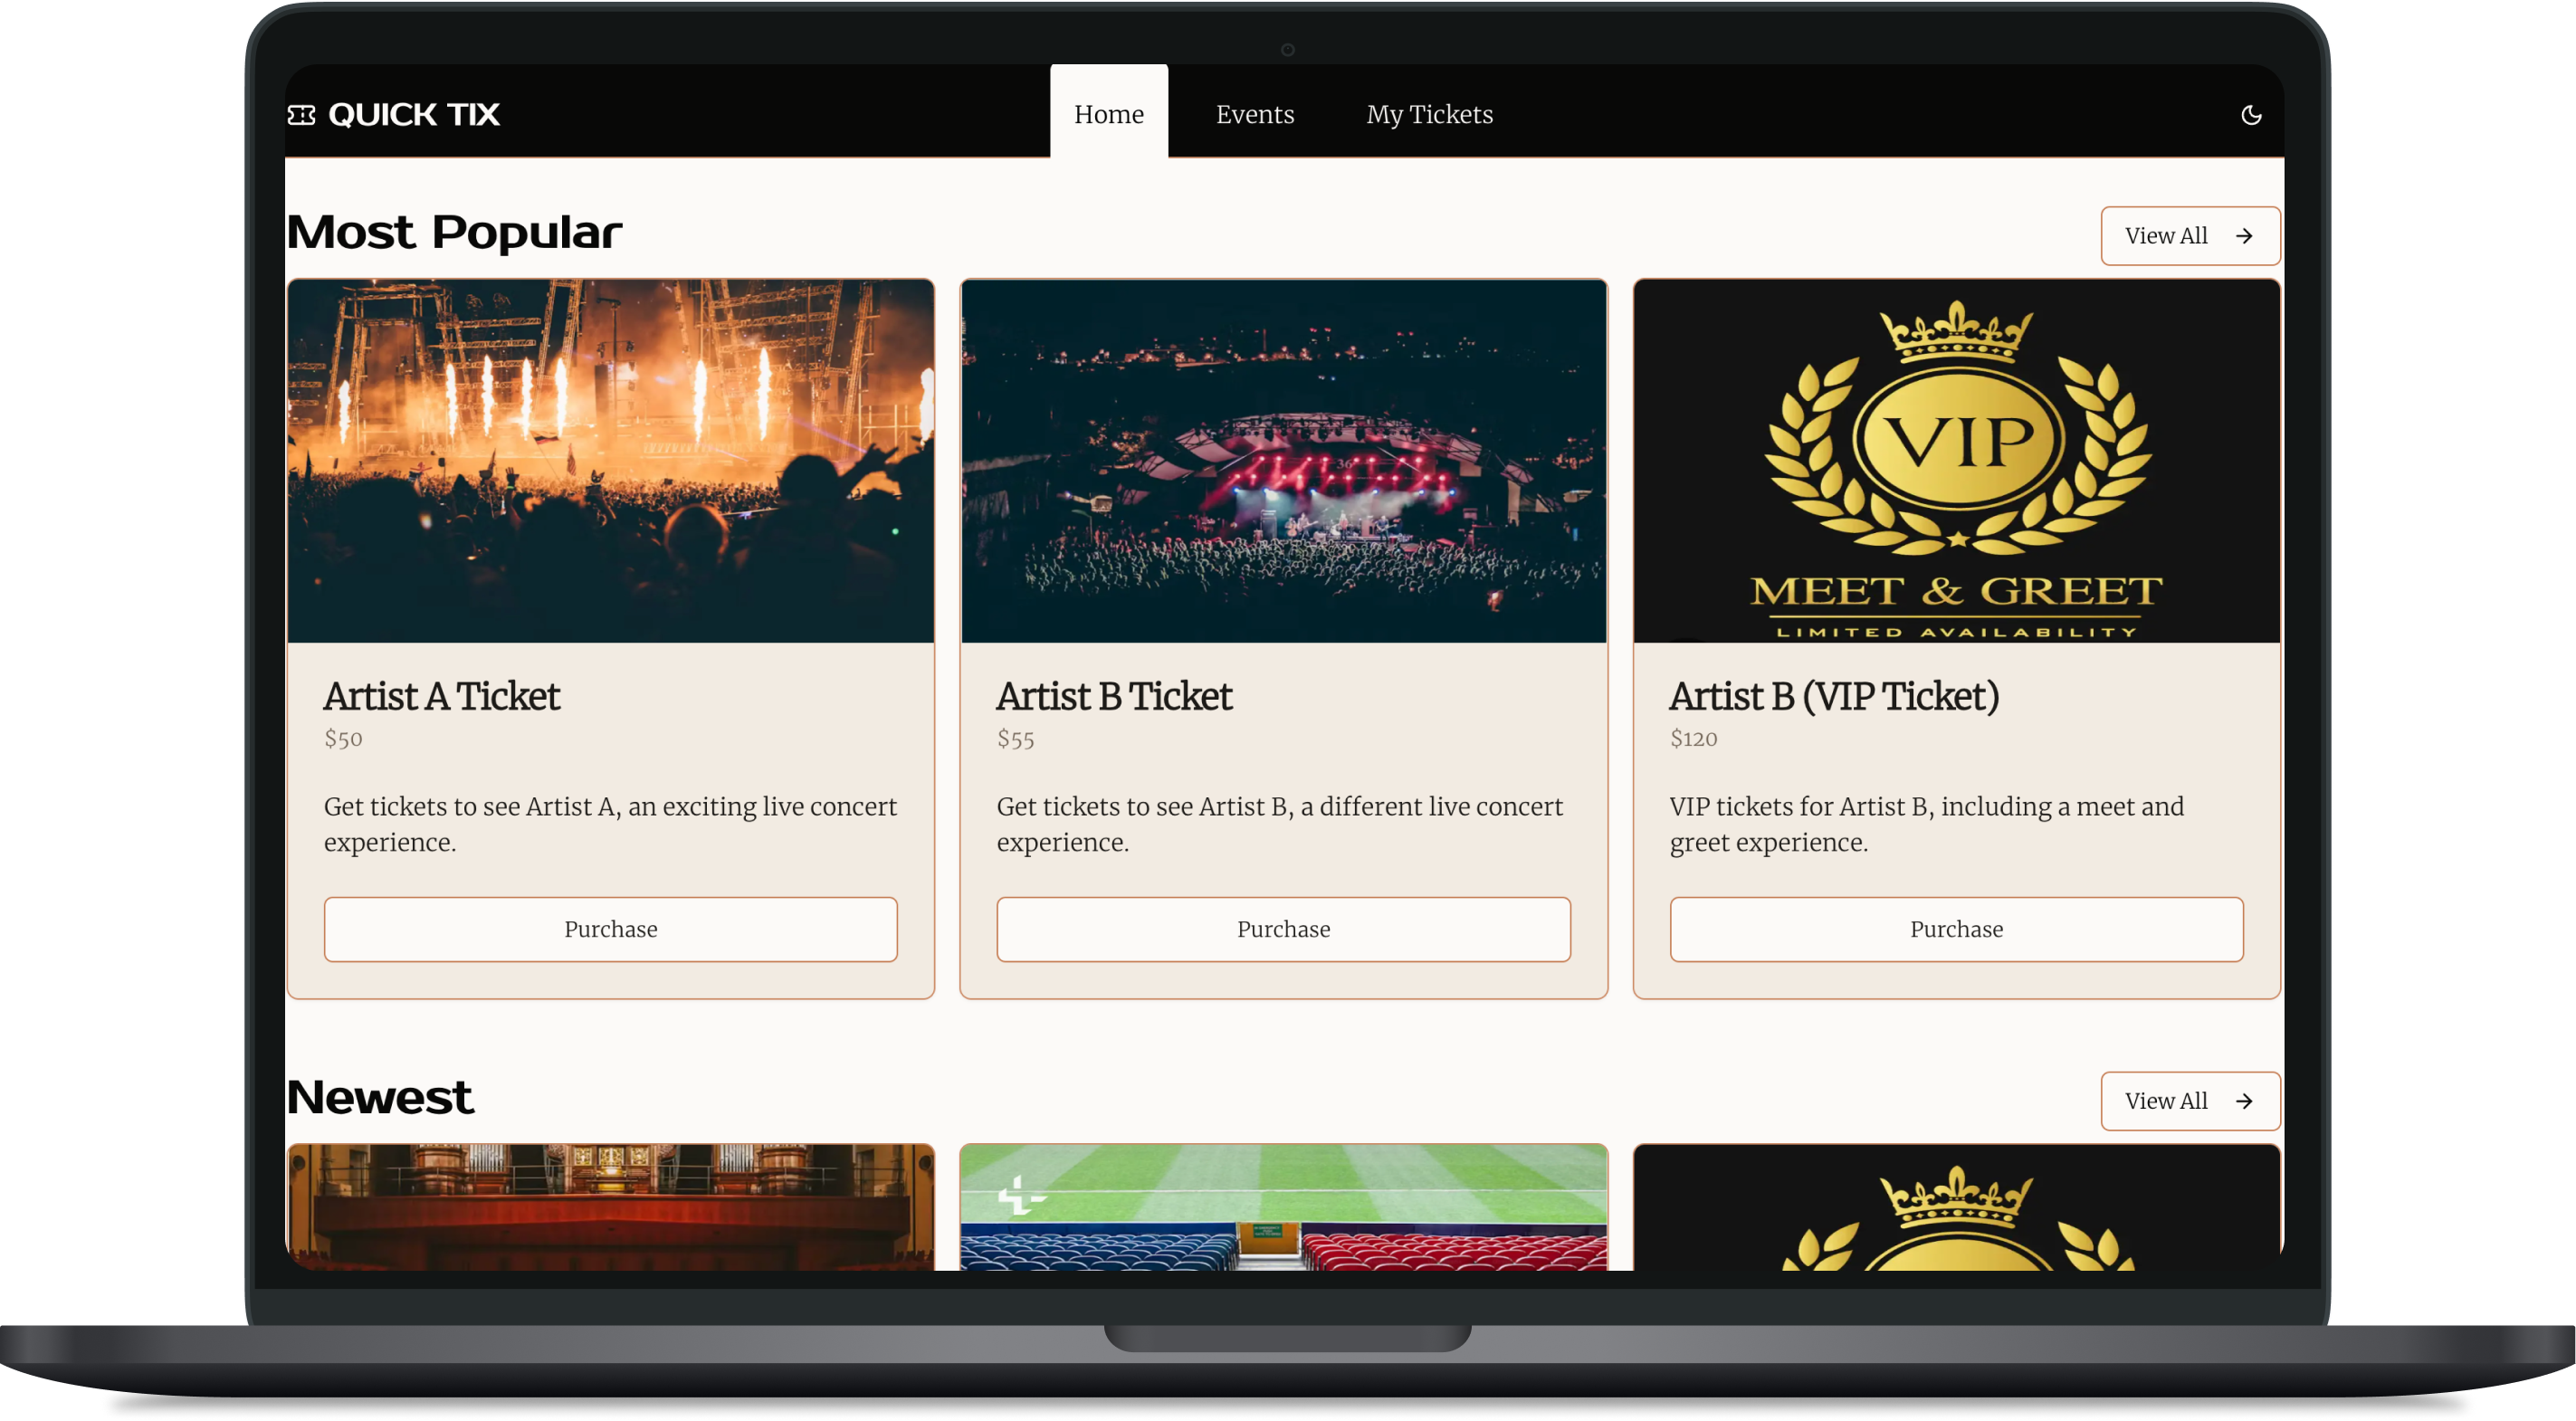 QUICK TIX
Home
Events
My Tickets
Most Popular
View All
VIP
MEET & GREET
LIMITED AVAILABILITY
Artist A Ticket
$50
Get tickets to see Artist A, an exciting live concert
experience.
Purchase
Artist B Ticket
$55
Get tickets to see Artist B, a different live concert
experience.
Purchase
Artist B (VIP Ticket)
$120
VIP tickets for Artist B, including a meet and
greet experience.
Purchase
Newest
View All